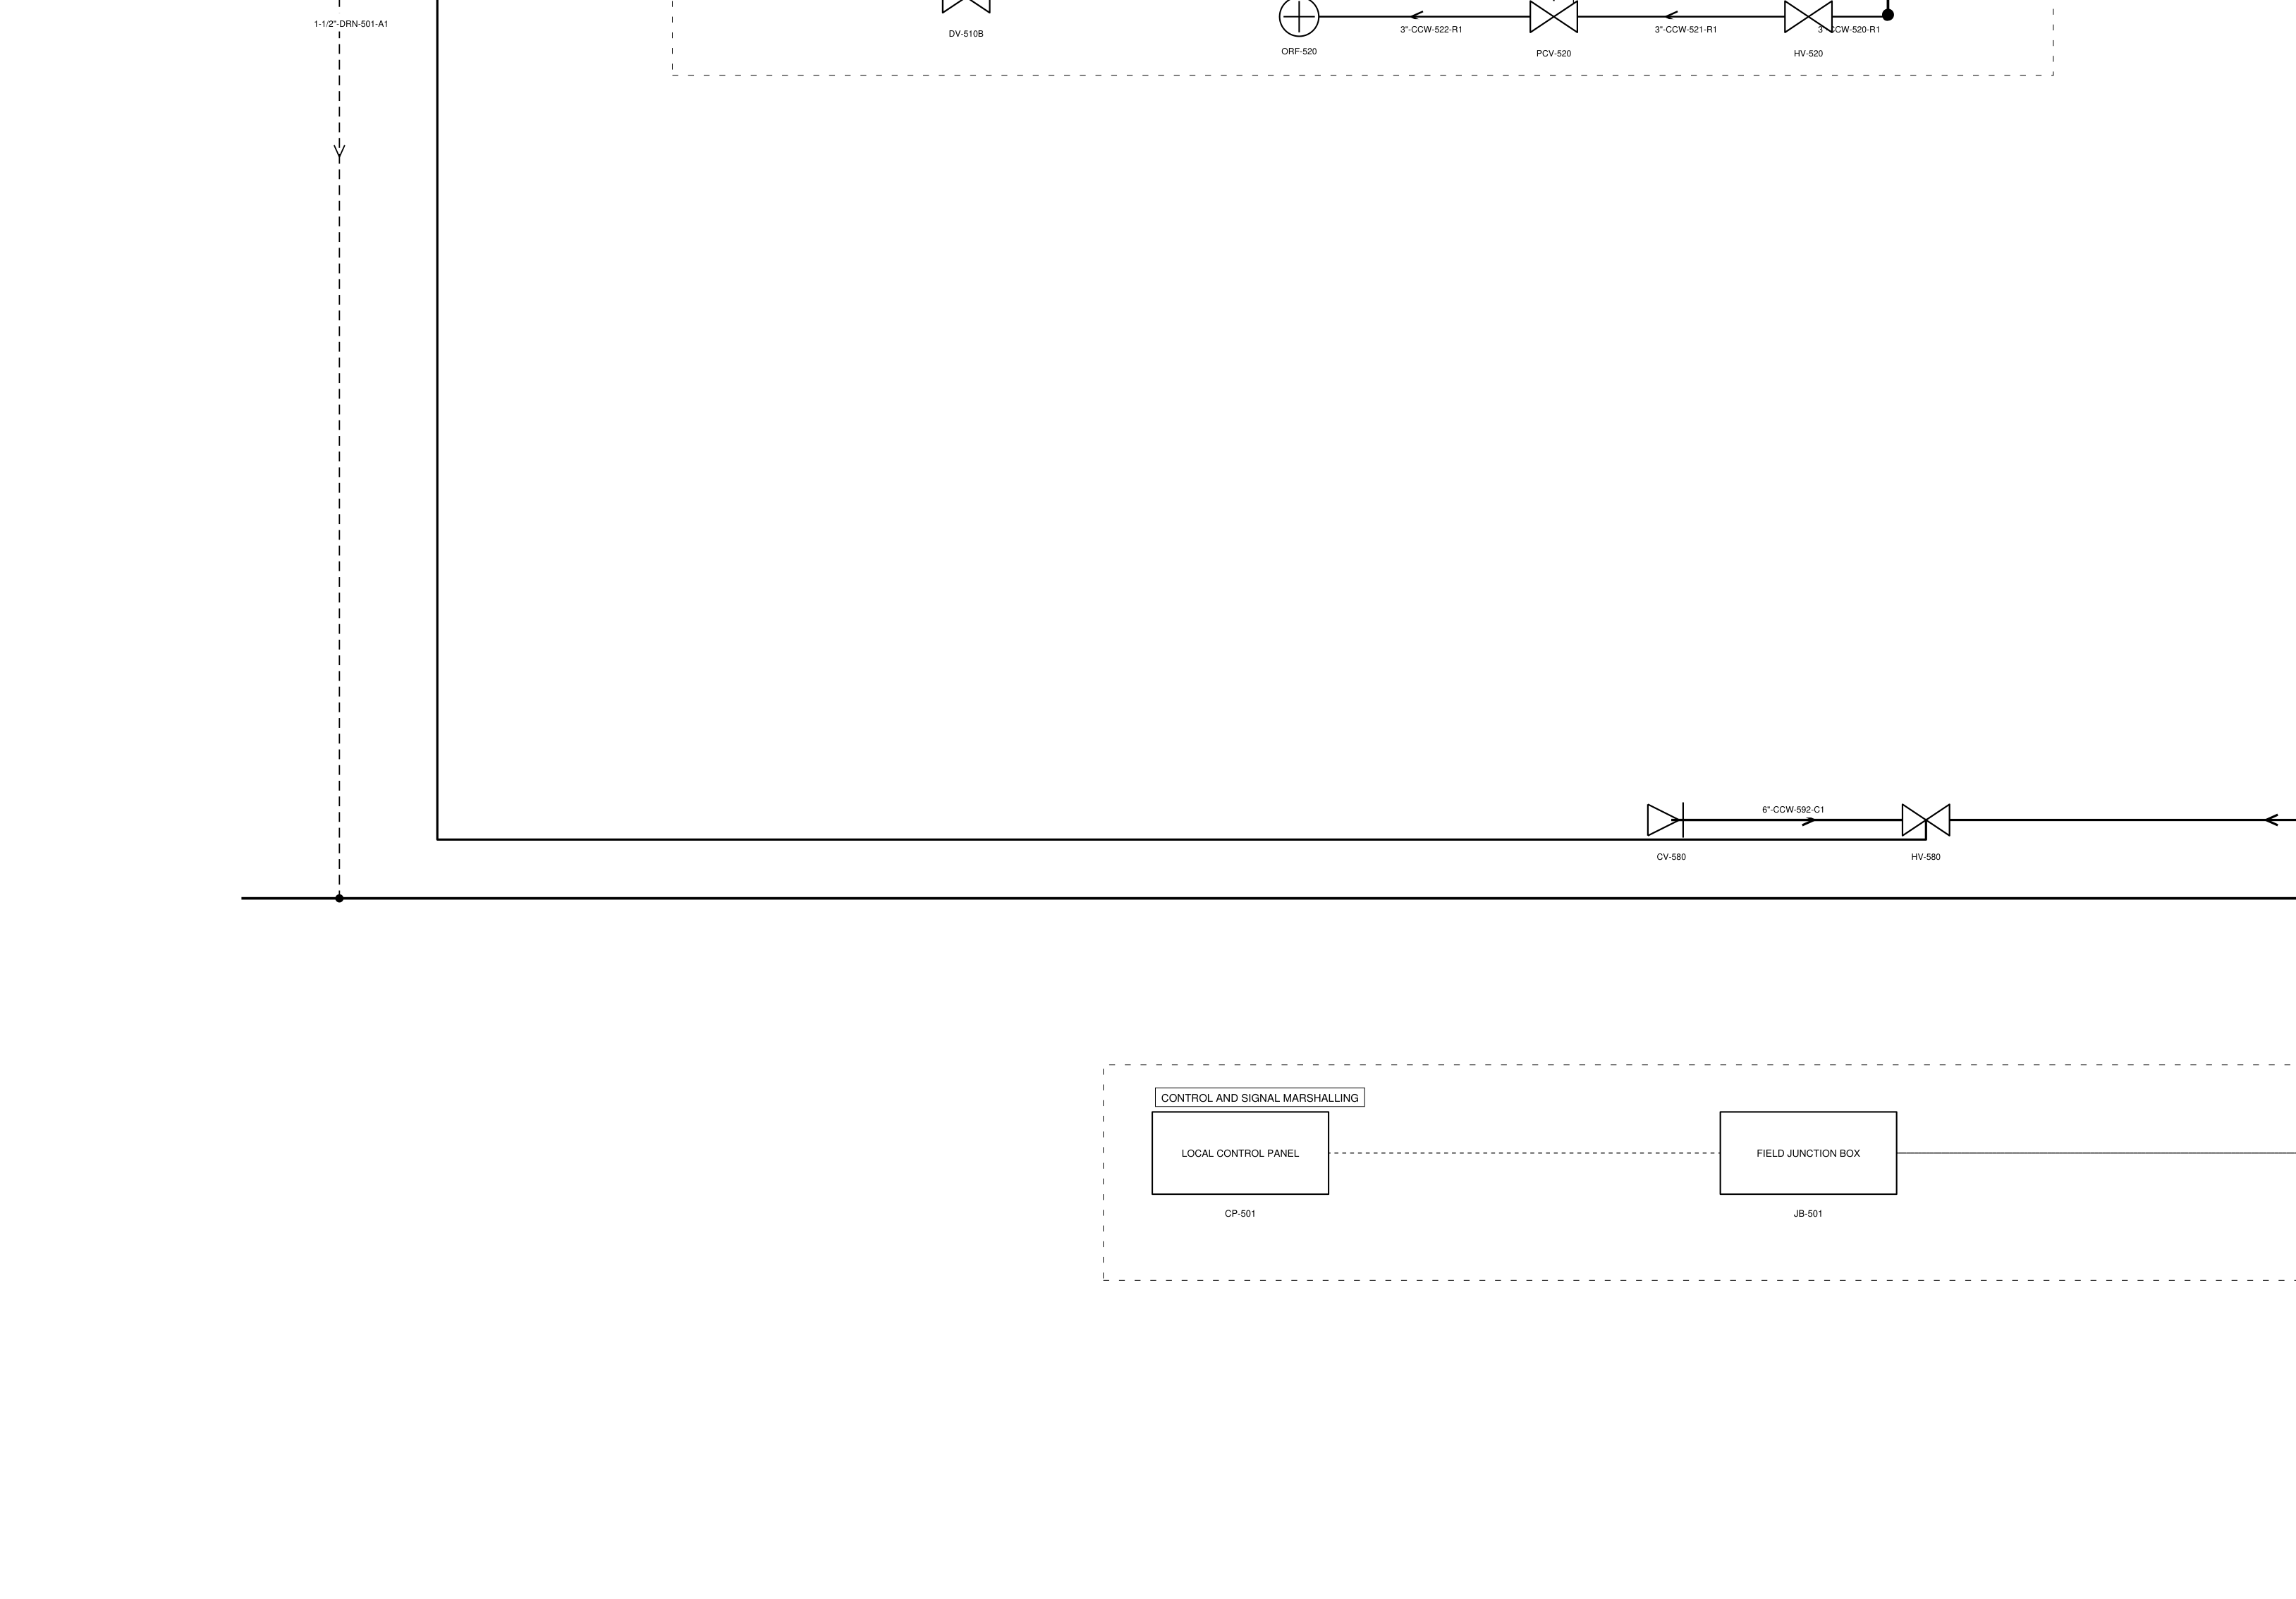 1-1/2"-DRN-501-A1
DV-510B
ORF-520
3"-CCW-522-R1
PCV-520
3"-CCW-521-R1
HV-520
3"-CCW-520-R1
6"-CCW-592-C1
CV-580
HV-580
CONTROL AND SIGNAL MARSHALLING
LOCAL CONTROL PANEL
FIELD JUNCTION BOX
CP-501
JB-501